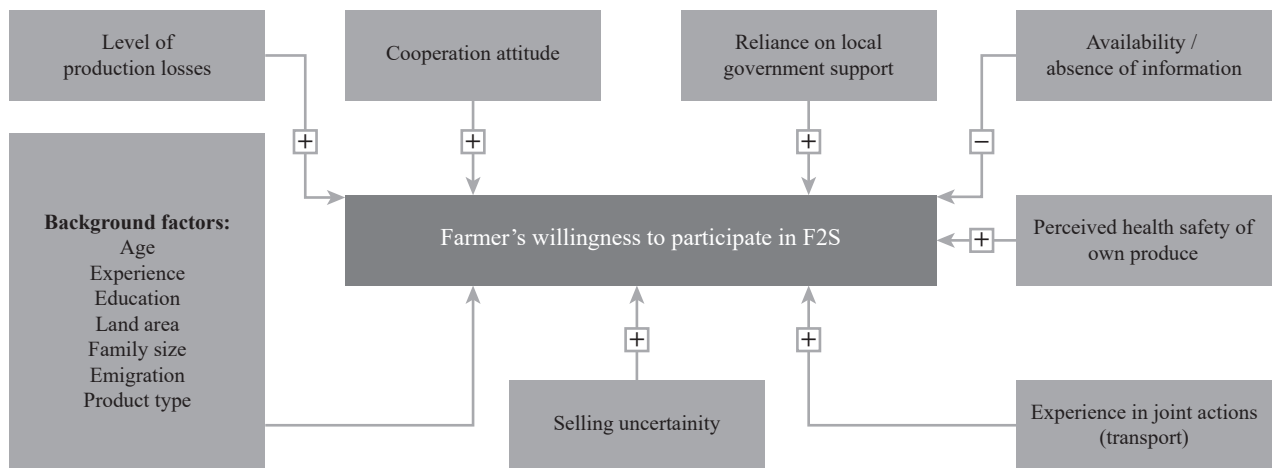 Level of
production losses
Cooperation attitude
Reliance on local
government support
Availability /
absence of information
+
+
+
−
Background factors:
Age
Experience
Education
Land area
Family size
Emigration
Product type
Farmer’s willingness to participate in F2S
+
Perceived health safety of
own produce
+
+
Selling uncertainity
Experience in joint actions
(transport)